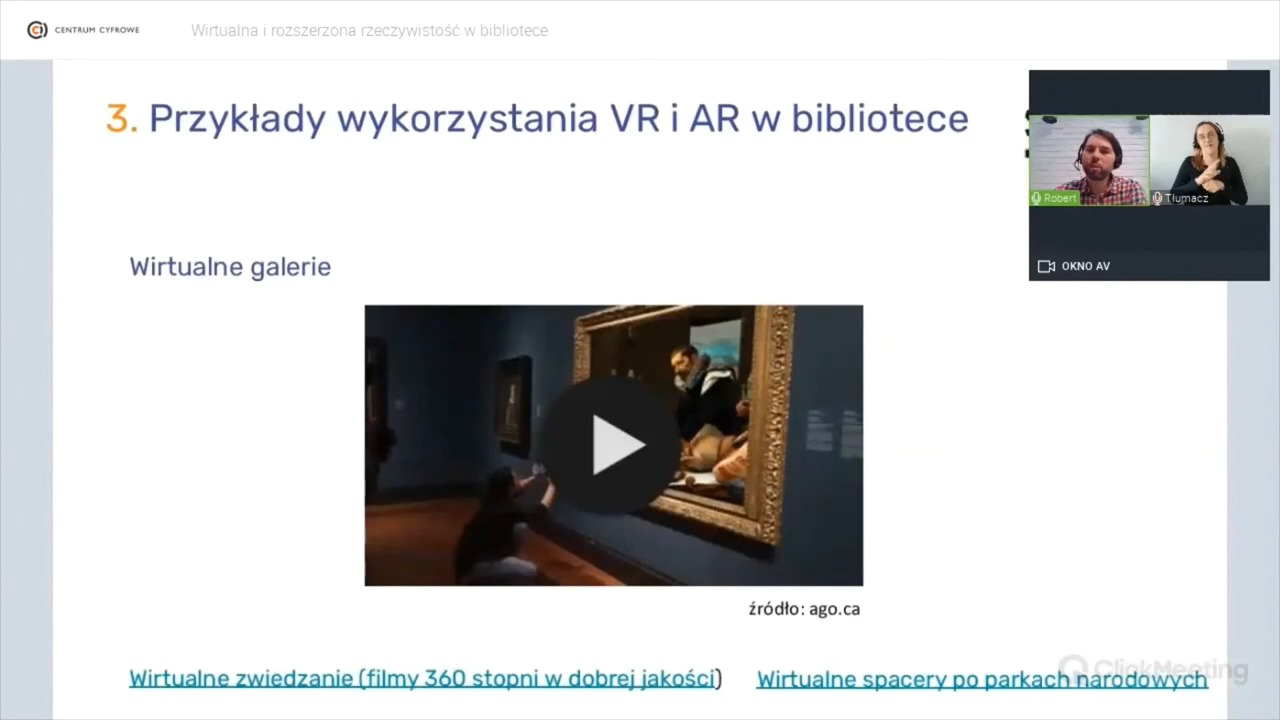 CENTRUM CYFROWE
Wirtualna i rozszerzona rzeczywistość w bibliotece
3. Przykłady wykorzystania VR i AR w bibliotece
Robert
Tłumacz
OKNO AV
Wirtualne galerie
źródło: ago.ca
Wirtualne zwiedzanie (filmy 360 stopni w dobrej jakości)
Wirtualne spacery po parkach narodowych
ClickMeeting